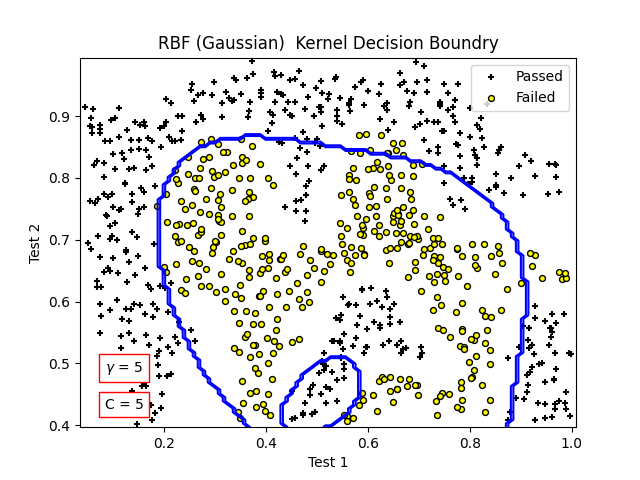 RBF (Gaussian)  Kernel Decision Boundry
Passed
Failed
Test 2
0.9
0.8
0.7
0.6
0.5
0.4
γ = 5
C = 5
0.2
0.4
0.6
0.8
1.0
Test 1